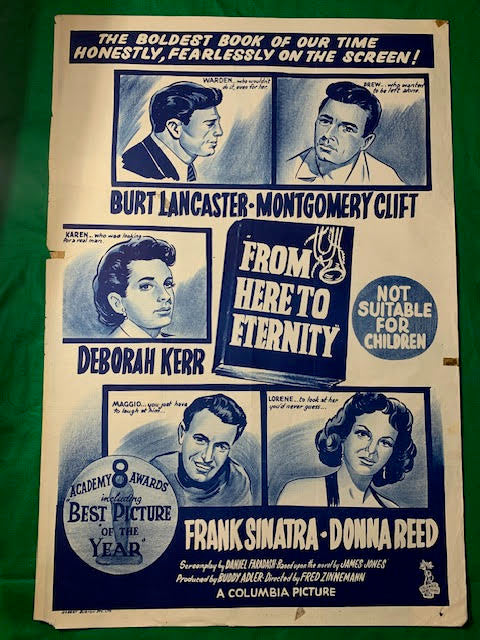 THE BOLDEST BOOK OF OUR TIME
HONESTLY, FEARLESSLY ON THE SCREEN!
WARDEN...who wouldn't
do it, even for her.
PREW...who wanted
to be left alone.
BURT LANCASTER · MONTGOMERY CLIFT
KAREN...who was looking
for a real man.
"FROM
HERE TO
ETERNITY"
NOT
SUITABLE
FOR
CHILDREN
DEBORAH KERR
MAGGIO...you just have
to laugh at him...
LORENE...to look at her
you'd never guess...
ACADEMY 8 AWARDS
including
"BEST PICTURE
OF THE
YEAR"
FRANK SINATRA · DONNA REED
Screenplay by DANIEL TARADASH · Based upon the novel by JAMES JONES
Produced by BUDDY ADLER · Directed by FRED ZINNEMANN
A COLUMBIA PICTURE